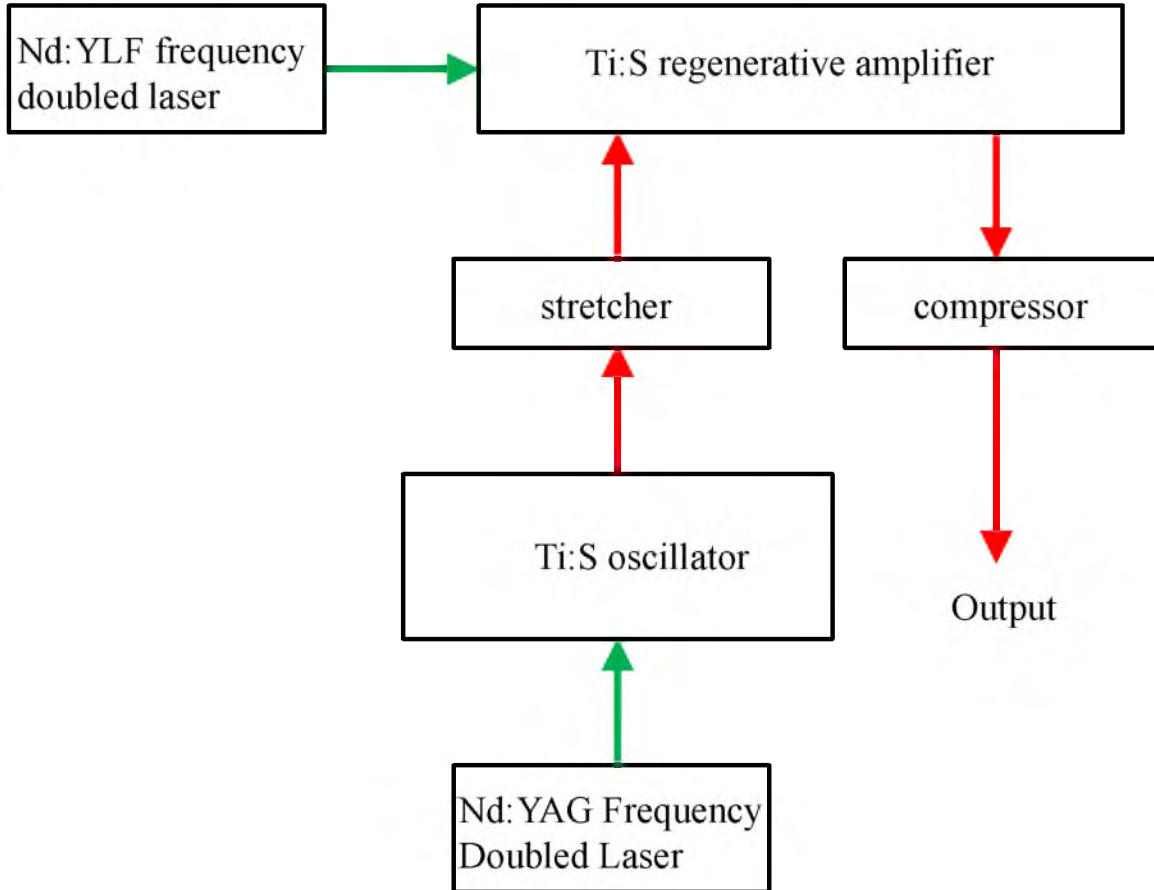 Nd:YLF frequency
doubled laser
Ti:S regenerative amplifier
stretcher
compressor
Ti:S oscillator
Output
Nd:YAG Frequency
Doubled Laser